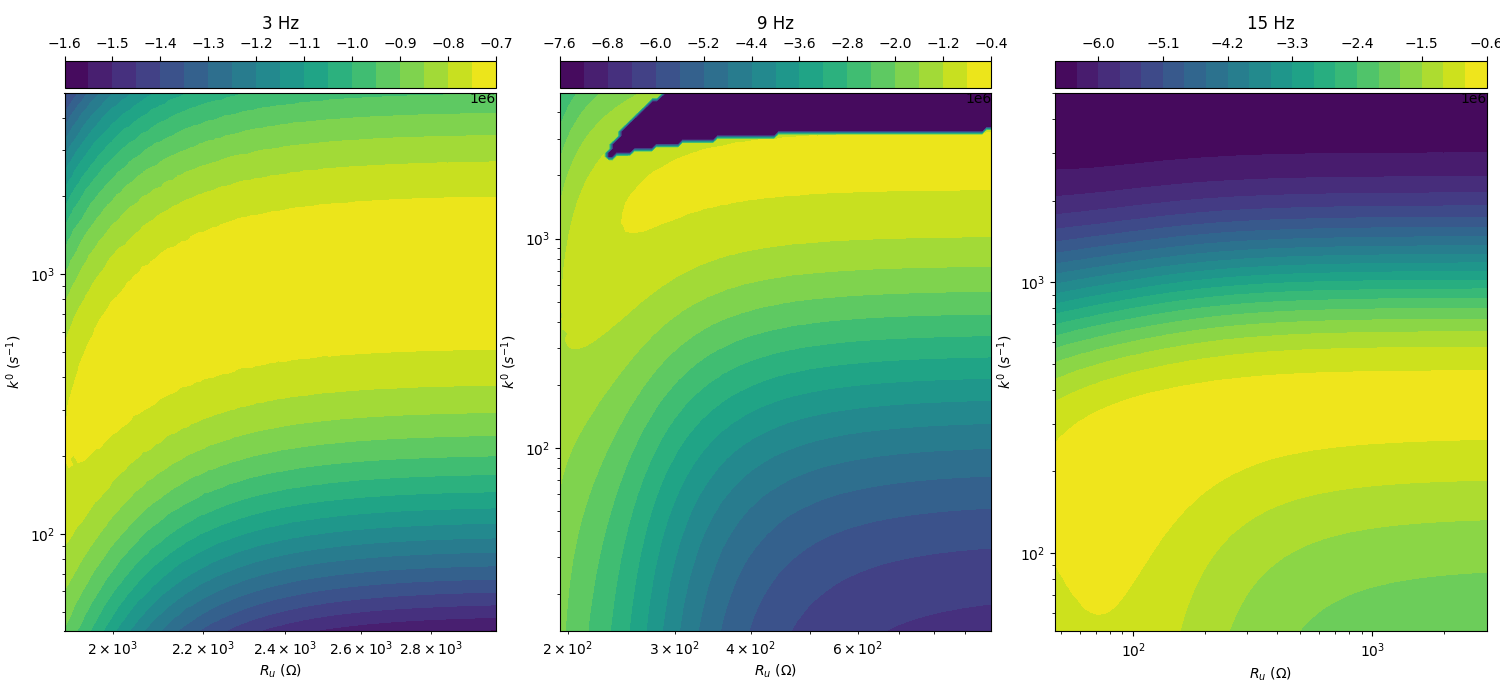 3 Hz
−1.6 −1.5 −1.4 −1.3 −1.2 −1.1 −1.0 −0.9 −0.8 −0.7
1e6
10³
10²
k⁰ (s⁻¹)
2 × 10³ 2.2 × 10³ 2.4 × 10³ 2.6 × 10³ 2.8 × 10³
Rᵤ (Ω)
9 Hz
−7.6 −6.8 −6.0 −5.2 −4.4 −3.6 −2.8 −2.0 −1.2 −0.4
1e6
10³
10²
k⁰ (s⁻¹)
2 × 10² 3 × 10² 4 × 10² 6 × 10²
Rᵤ (Ω)
15 Hz
−6.0 −5.1 −4.2 −3.3 −2.4 −1.5 −0.6
1e6
10³
10²
k⁰ (s⁻¹)
10² 10³
Rᵤ (Ω)